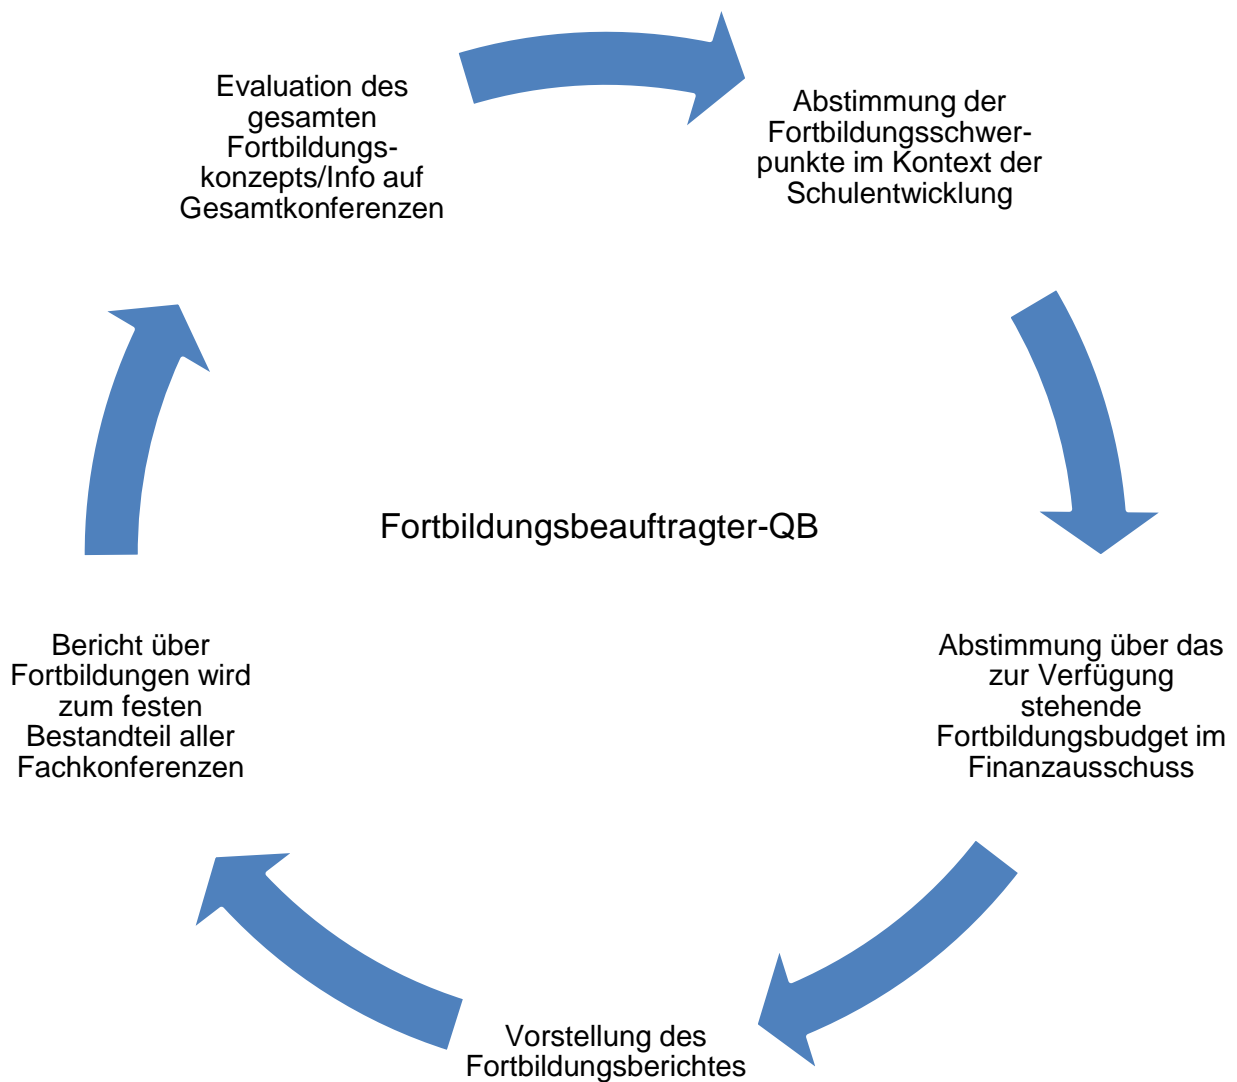 Evaluation des
gesamten
Fortbildungs-
konzepts/Info auf
Gesamtkonferenzen
Abstimmung der
Fortbildungsschwer-
punkte im Kontext der
Schulentwicklung
Fortbildungsbeauftragter-QB
Bericht über
Fortbildungen wird
zum festen
Bestandteil aller
Fachkonferenzen
Abstimmung über das
zur Verfügung
stehende
Fortbildungsbudget im
Finanzausschuss
Vorstellung des
Fortbildungsberichtes